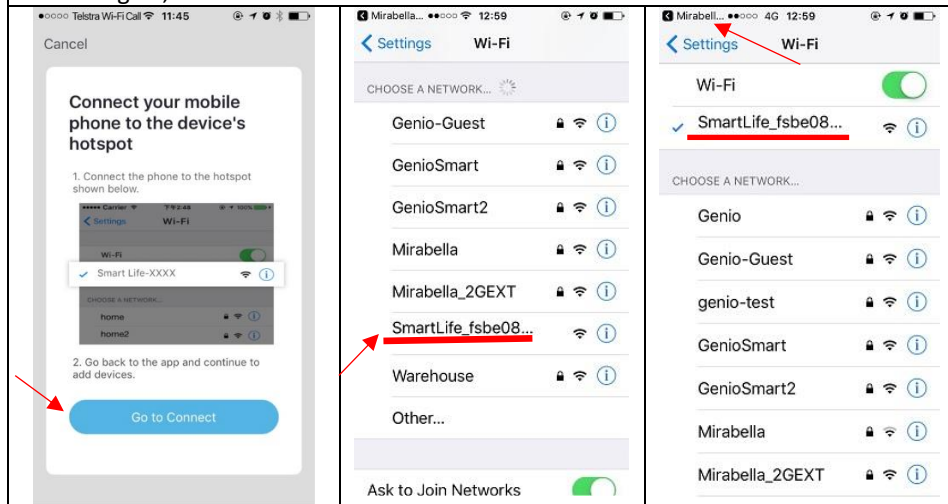 Telstra Wi-Fi Call 11:45
Cancel
Connect your mobile
phone to the device's
hotspot
1. Connect the phone to the hotspot
shown below.
Carrier
Settings Wi-Fi
Wi-Fi
Smart Life-XXXX
CHOOSE A NETWORK...
home
home2
2. Go back to the app and continue to
add devices.
Go to Connect
Mirabella... 12:59
Settings Wi-Fi
CHOOSE A NETWORK...
Genio-Guest
GenioSmart
GenioSmart2
Mirabella
Mirabella_2GEXT
SmartLife_fsbe08...
Warehouse
Other...
Ask to Join Networks
Mirabell... 4G 12:59
Settings Wi-Fi
Wi-Fi
SmartLife_fsbe08...
CHOOSE A NETWORK...
Genio
Genio-Guest
genio-test
GenioSmart
GenioSmart2
Mirabella
Mirabella_2GEXT